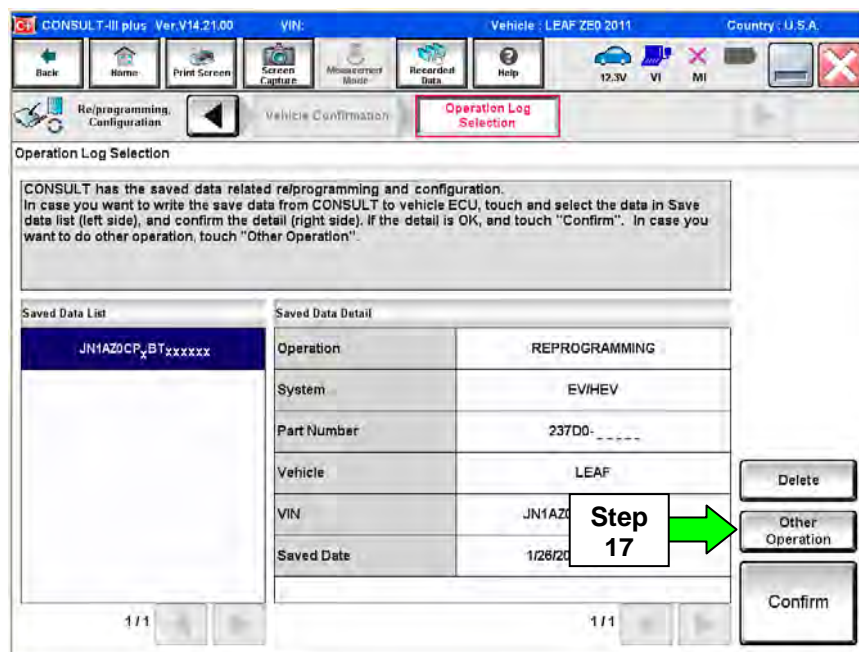 CONSULT-III plus Ver.V14.21.00 VIN: Vehicle : LEAF ZE0 2011 Country : U.S.A.
Back Home Print Screen Screen Capture Measurement Mode Recorded Data Help 12.3V VI MI
Re/programming, Configuration Vehicle Confirmation Operation Log Selection
Operation Log Selection
CONSULT has the saved data related re/programming and configuration.
In case you want to write the save data from CONSULT to vehicle ECU, touch and select the data in Save
data list (left side), and confirm the detail (right side). If the detail is OK, and touch "Confirm". In case you
want to do other operation, touch "Other Operation".
Saved Data List Saved Data Detail
JN1AZ0CPxBTxxxxxx
Operation REPROGRAMMING
System EV/HEV
Part Number 237D0-_____
Vehicle LEAF
VIN JN1AZ0
Saved Date 1/26/20
Step
17
Delete
Other
Operation
Confirm
1/1 1/1